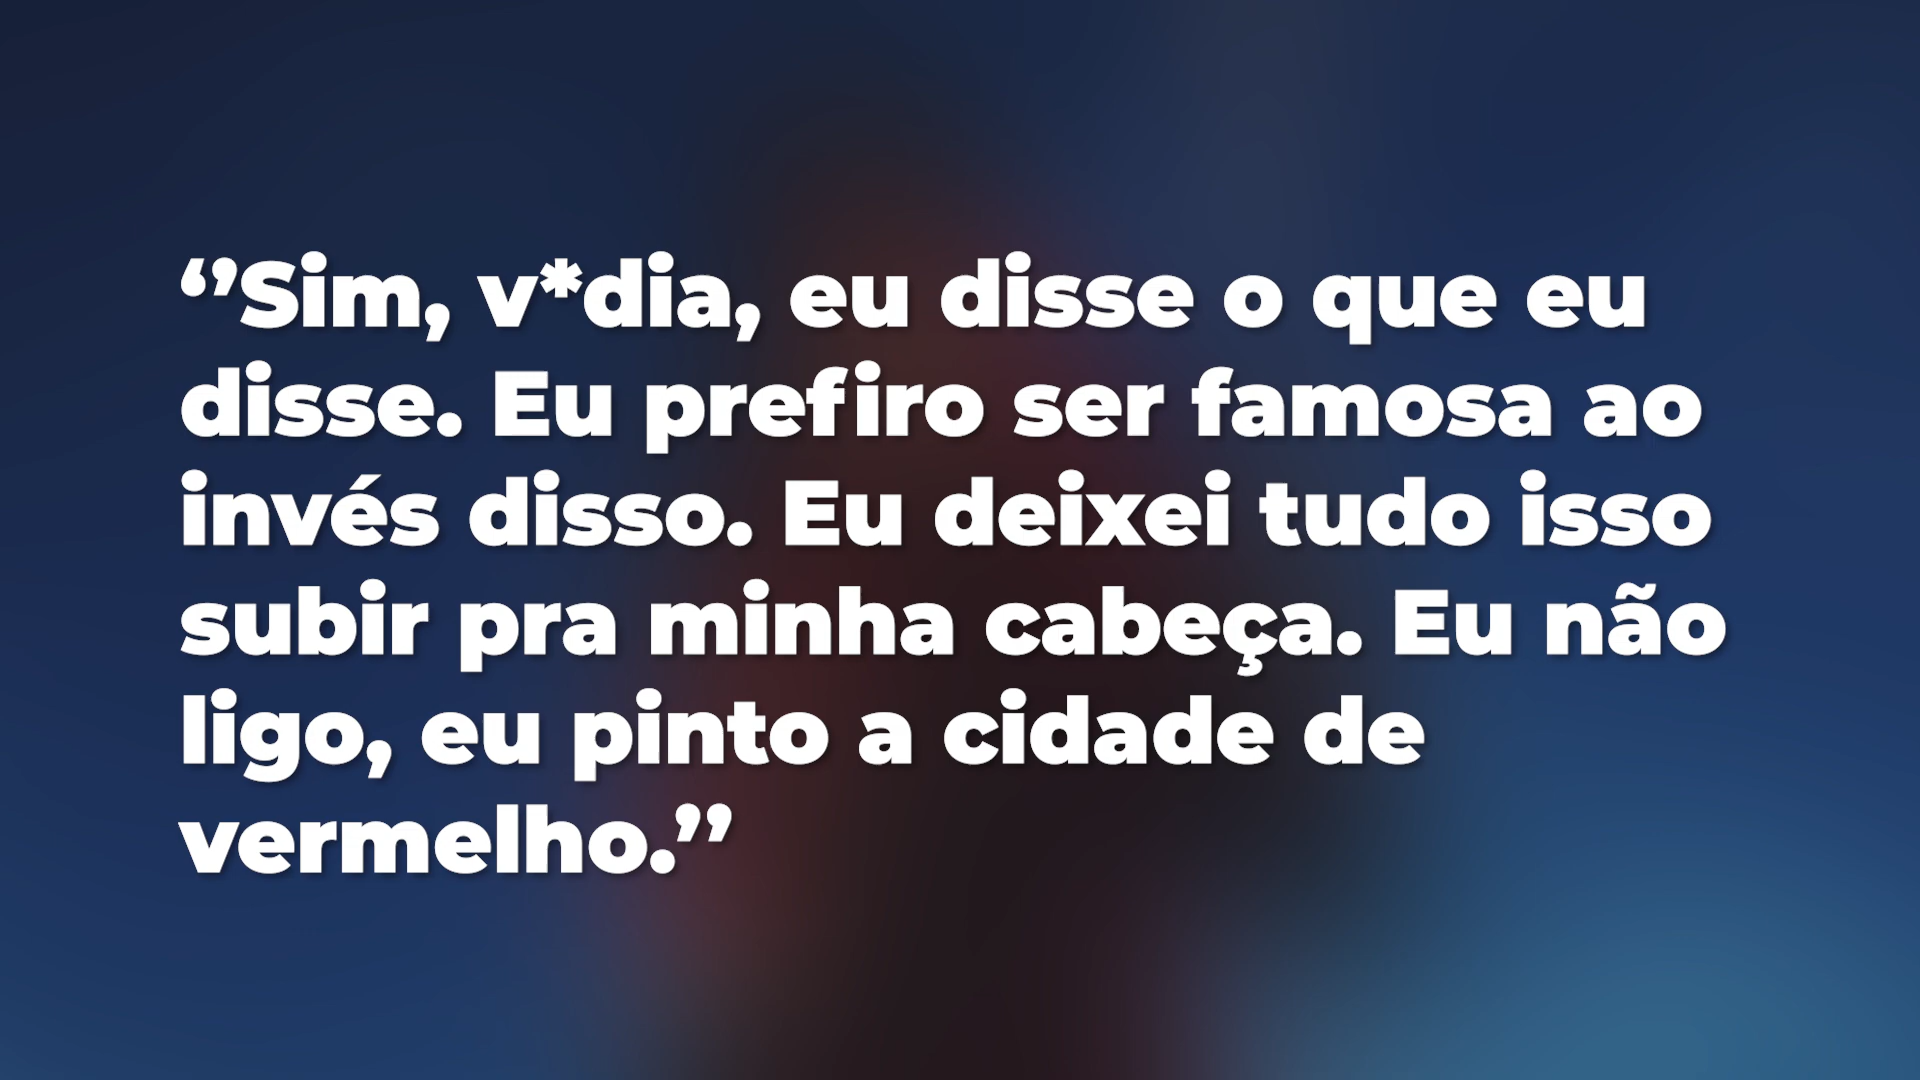 ‘’Sim, v*dia, eu disse o que eu
disse. Eu prefiro ser famosa ao
invés disso. Eu deixei tudo isso
subir pra minha cabeça. Eu não
ligo, eu pinto a cidade de
vermelho.’’